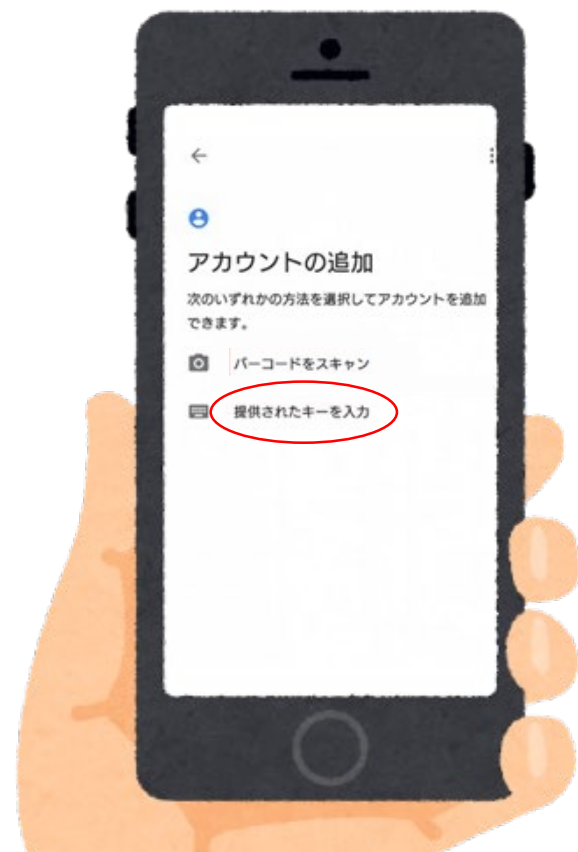 アカウントの追加
次のいずれかの方法を選択してアカウントを追加
できます。
バーコードをスキャン
提供されたキーを入力